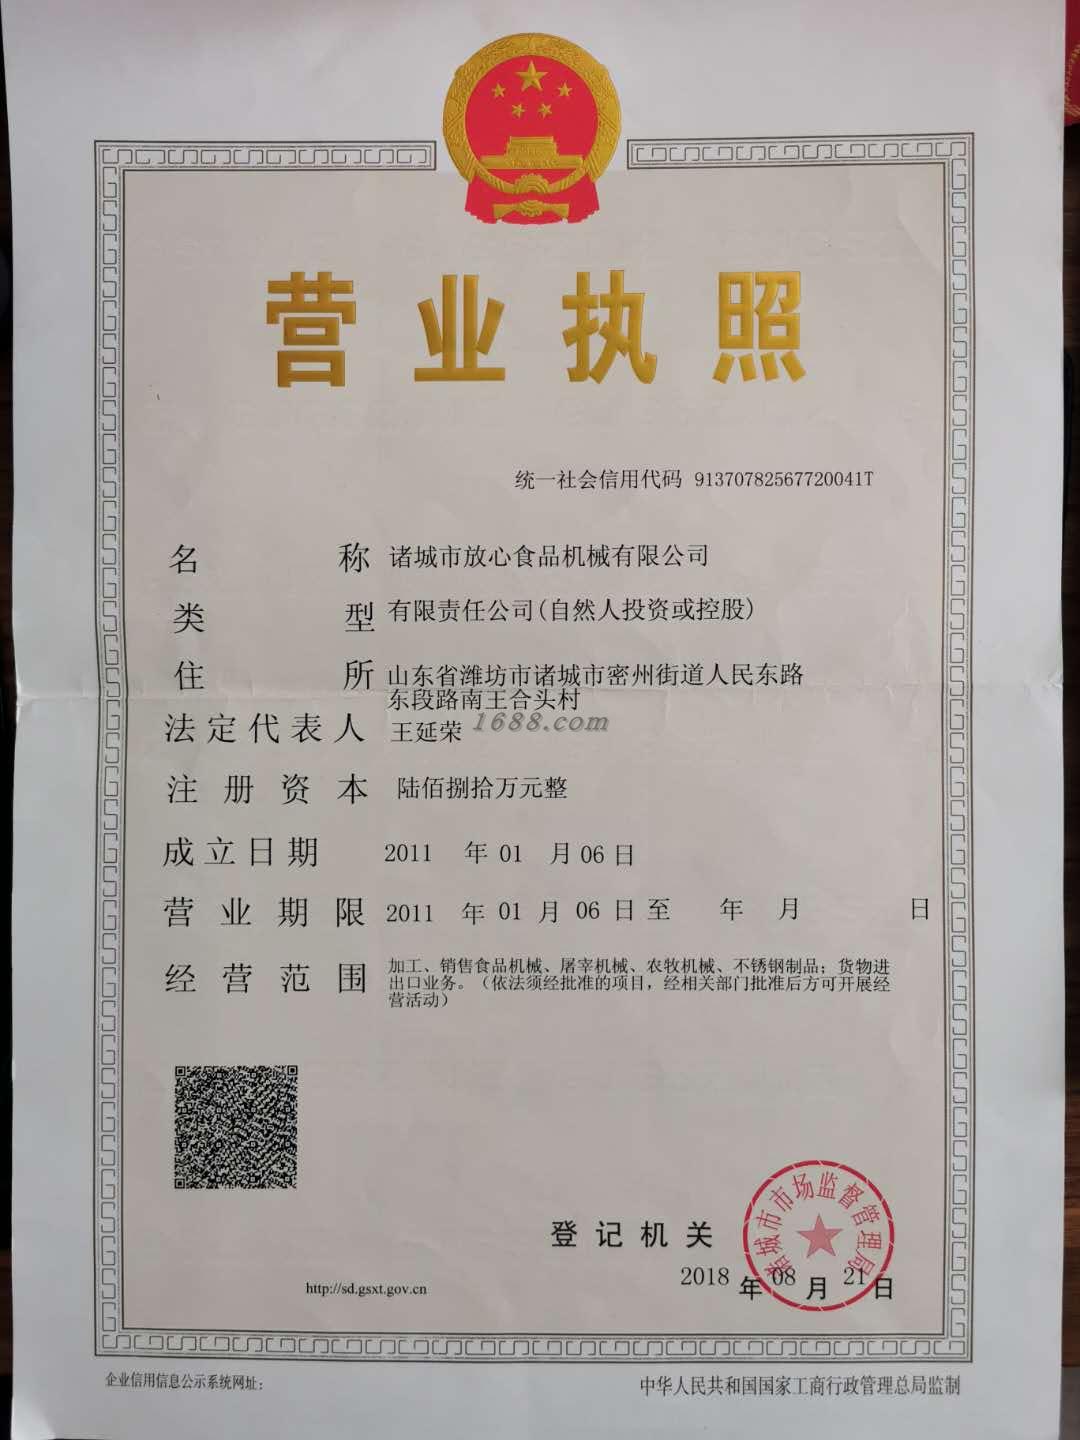 营业执照
统一社会信用代码 91370782567720041T
名称 诸城市放心食品机械有限公司
类型 有限责任公司(自然人投资或控股)
住所 山东省潍坊市诸城市密州街道人民东路
东段路南王合头村
1688.com
法定代表人 王延荣
注册资本 陆佰捌拾万元整
成立日期 2011 年 01 月 06 日
营业期限 2011 年 01 月 06 日 至 年 月 日
经营范围 加工、销售食品机械、屠宰机械、农牧机械、不锈钢制品；货物进
出口业务。（依法须经批准的项目，经相关部门批准后方可开展经
营活动）
诸城市市场监督管理局
登记机关
2018 年 08 月 21 日
http://sd.gsxt.gov.cn
企业信用信息公示系统网址：
中华人民共和国国家工商行政管理总局监制